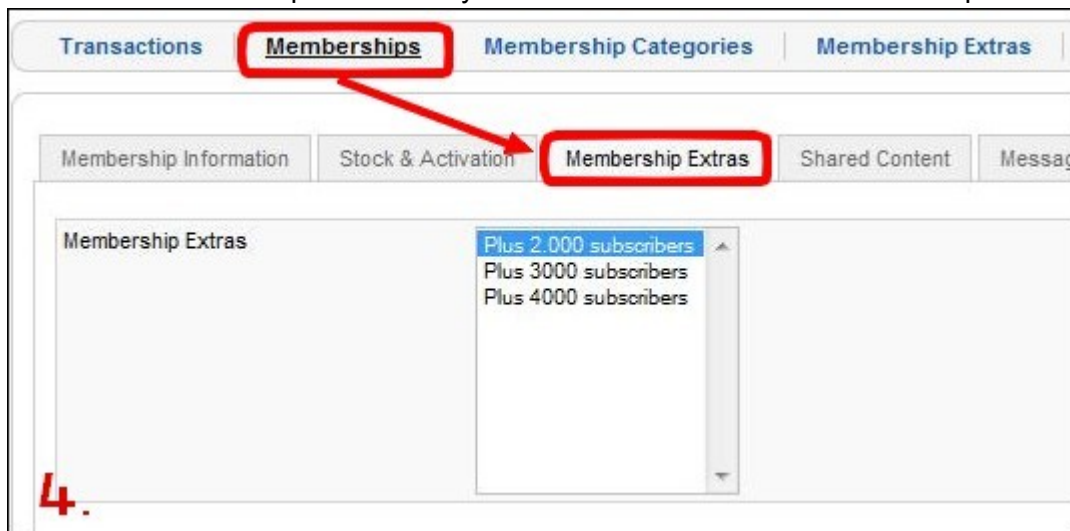 Transactions Memberships Membership Categories Membership Extras
Membership Information Stock & Activation Membership Extras Shared Content Messag
Membership Extras
Plus 2.000 subscribers
Plus 3000 subscribers
Plus 4000 subscribers
4.